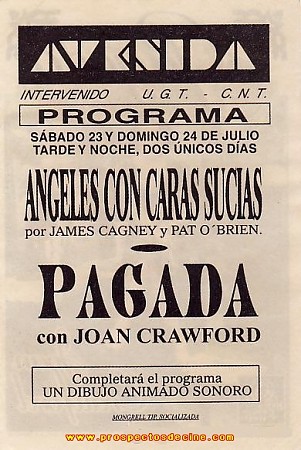 AVENIDA
INTERVENIDO U. G. T. - C. N. T.
PROGRAMA
SÁBADO 23 Y DOMINGO 24 DE JULIO
TARDE Y NOCHE, DOS ÚNICOS DÍAS
ANGELES CON CARAS SUCIAS
por JAMES CAGNEY y PAT O´BRIEN.
PAGADA
con JOAN CRAWFORD
Completará el programa
UN DIBUJO ANIMADO SONORO
MONGRELL TIP. SOCIALIZADA
www.prospectosdecine.com